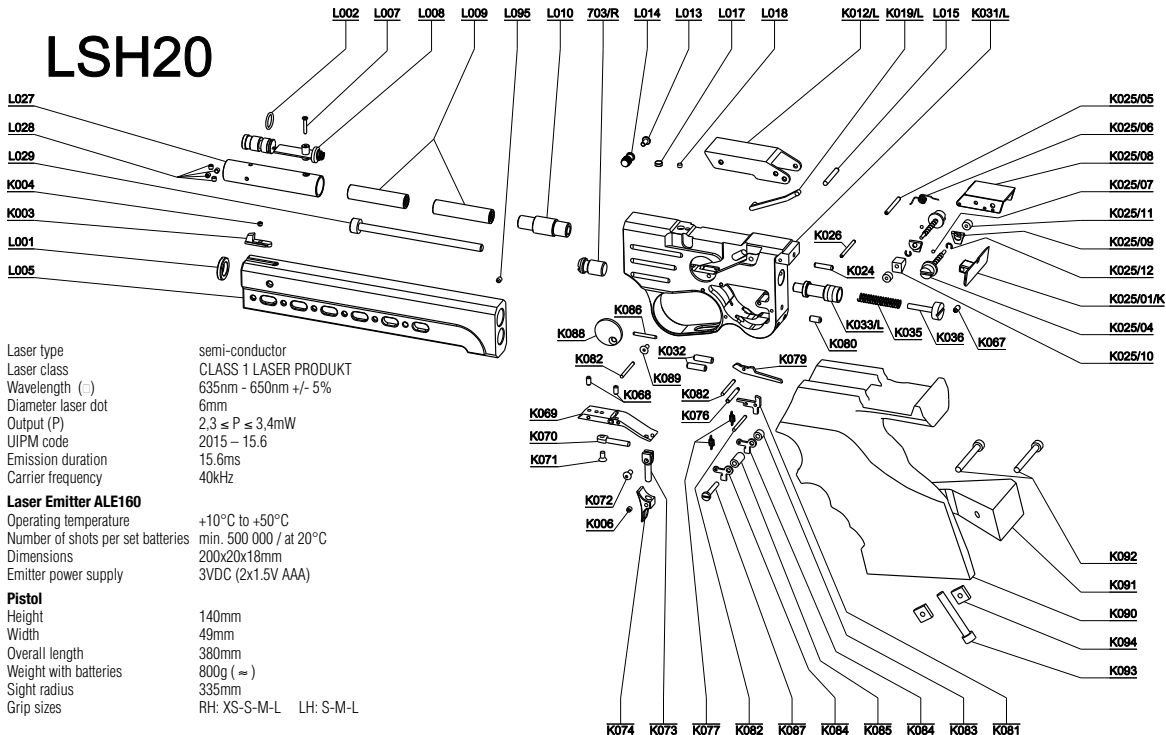 LSH20
L002 L007 L008 L009 L095 L010 703/R L014 L013 L017 L018 K012/L K019/L L015 K031/L
L027
L028
L029
K004
K003
L001
L005
K025/05
K025/06
K025/08
K025/07
K025/11
K025/09
K025/12
K025/01/K
K025/04
K025/10
K026
K024
K033/L
K035
K036
K067
K080
K086
K088
K082
K032
K089
K079
K068
K082
K076
K069
K070
K071
K072
K006
K092
K091
K090
K094
K093
K074 K073 K077 K082 K087 K084 K085 K084 K083 K081
Laser type semi-conductor
Laser class CLASS 1 LASER PRODUKT
Wavelength (□) 635nm - 650nm +/- 5%
Diameter laser dot 6mm
Output (P) 2,3 ≤ P ≤ 3,4mW
UIPM code 2015 – 15.6
Emission duration 15.6ms
Carrier frequency 40kHz
Laser Emitter ALE160
Operating temperature +10°C to +50°C
Number of shots per set batteries min. 500 000 / at 20°C
Dimensions 200x20x18mm
Emitter power supply 3VDC (2x1.5V AAA)
Pistol
Height 140mm
Width 49mm
Overall length 380mm
Weight with batteries 800g ( ≈ )
Sight radius 335mm
Grip sizes RH: XS-S-M-L LH: S-M-L